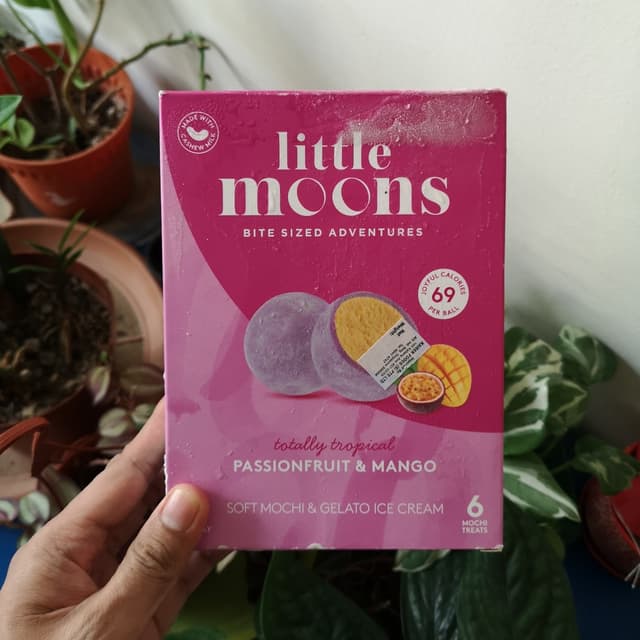 MADE WITH
CASHEW MILK
little
moons
BITE SIZED ADVENTURES
JOYFUL CALORIES
69
PER BALL
totally tropical
PASSIONFRUIT & MANGO
SOFT MOCHI & GELATO ICE CREAM
6
MOCHI
TREATS